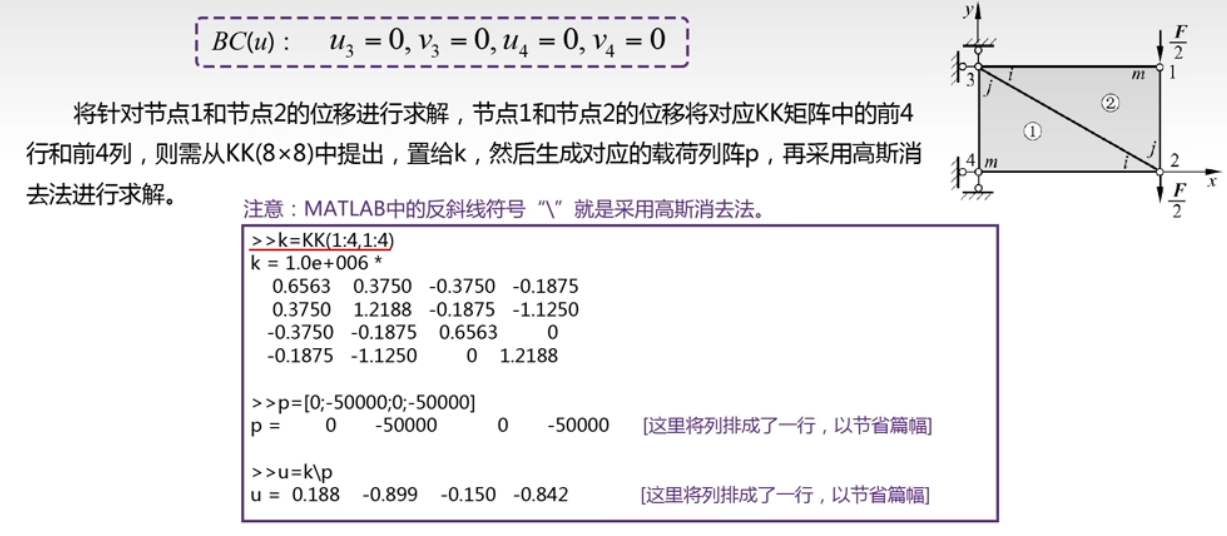 BC(u)： u₃ = 0, v₃ = 0, u₄ = 0, v₄ = 0
将针对节点1和节点2的位移进行求解，节点1和节点2的位移将对应KK矩阵中的前4
行和前4列，则需从KK(8×8)中提出，置给k，然后生成对应的载荷列阵p，再采用高斯消
去法进行求解。
注意：MATLAB中的反斜线符号“\”就是采用高斯消去法。
>>k=KK(1:4,1:4)
k = 1.0e+006 *
0.6563 0.3750 -0.3750 -0.1875
0.3750 1.2188 -0.1875 -1.1250
-0.3750 -0.1875 0.6563 0
-0.1875 -1.1250 0 1.2188
>>p=[0;-50000;0;-50000]
p = 0 -50000 0 -50000 [这里将列排成了一行，以节省篇幅]
>>u=k\p
u = 0.188 -0.899 -0.150 -0.842 [这里将列排成了一行，以节省篇幅]
y
F/2
3 i m 1
j
②
①
j
4 m i 2
x
F/2